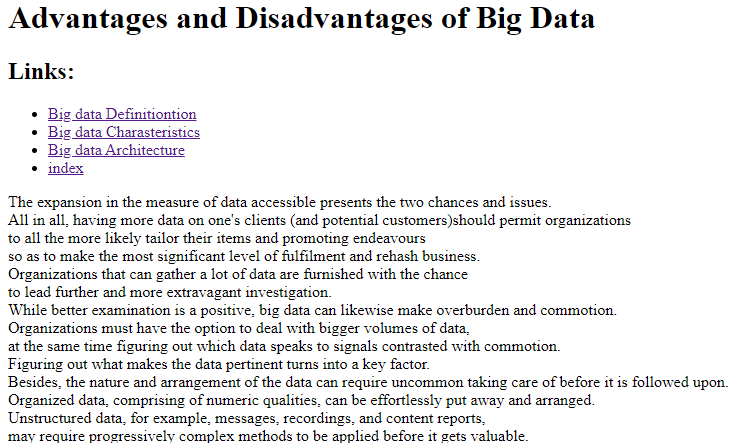 Advantages and Disadvantages of Big Data
Links:
Big data Definitiontion
Big data Charasteristics
Big data Architecture
index
The expansion in the measure of data accessible presents the two chances and issues.
All in all, having more data on one's clients (and potential customers)should permit organizations
to all the more likely tailor their items and promoting endeavours
so as to make the most significant level of fulfilment and rehash business.
Organizations that can gather a lot of data are furnished with the chance
to lead further and more extravagant investigation.
While better examination is a positive, big data can likewise make overburden and commotion.
Organizations must have the option to deal with bigger volumes of data,
at the same time figuring out which data speaks to signals contrasted with commotion.
Figuring out what makes the data pertinent turns into a key factor.
Besides, the nature and arrangement of the data can require uncommon taking care of before it is followed upon.
Organized data, comprising of numeric qualities, can be effortlessly put away and arranged.
Unstructured data, for example, messages, recordings, and content reports,
may require progressively complex methods to be applied before it gets valuable.